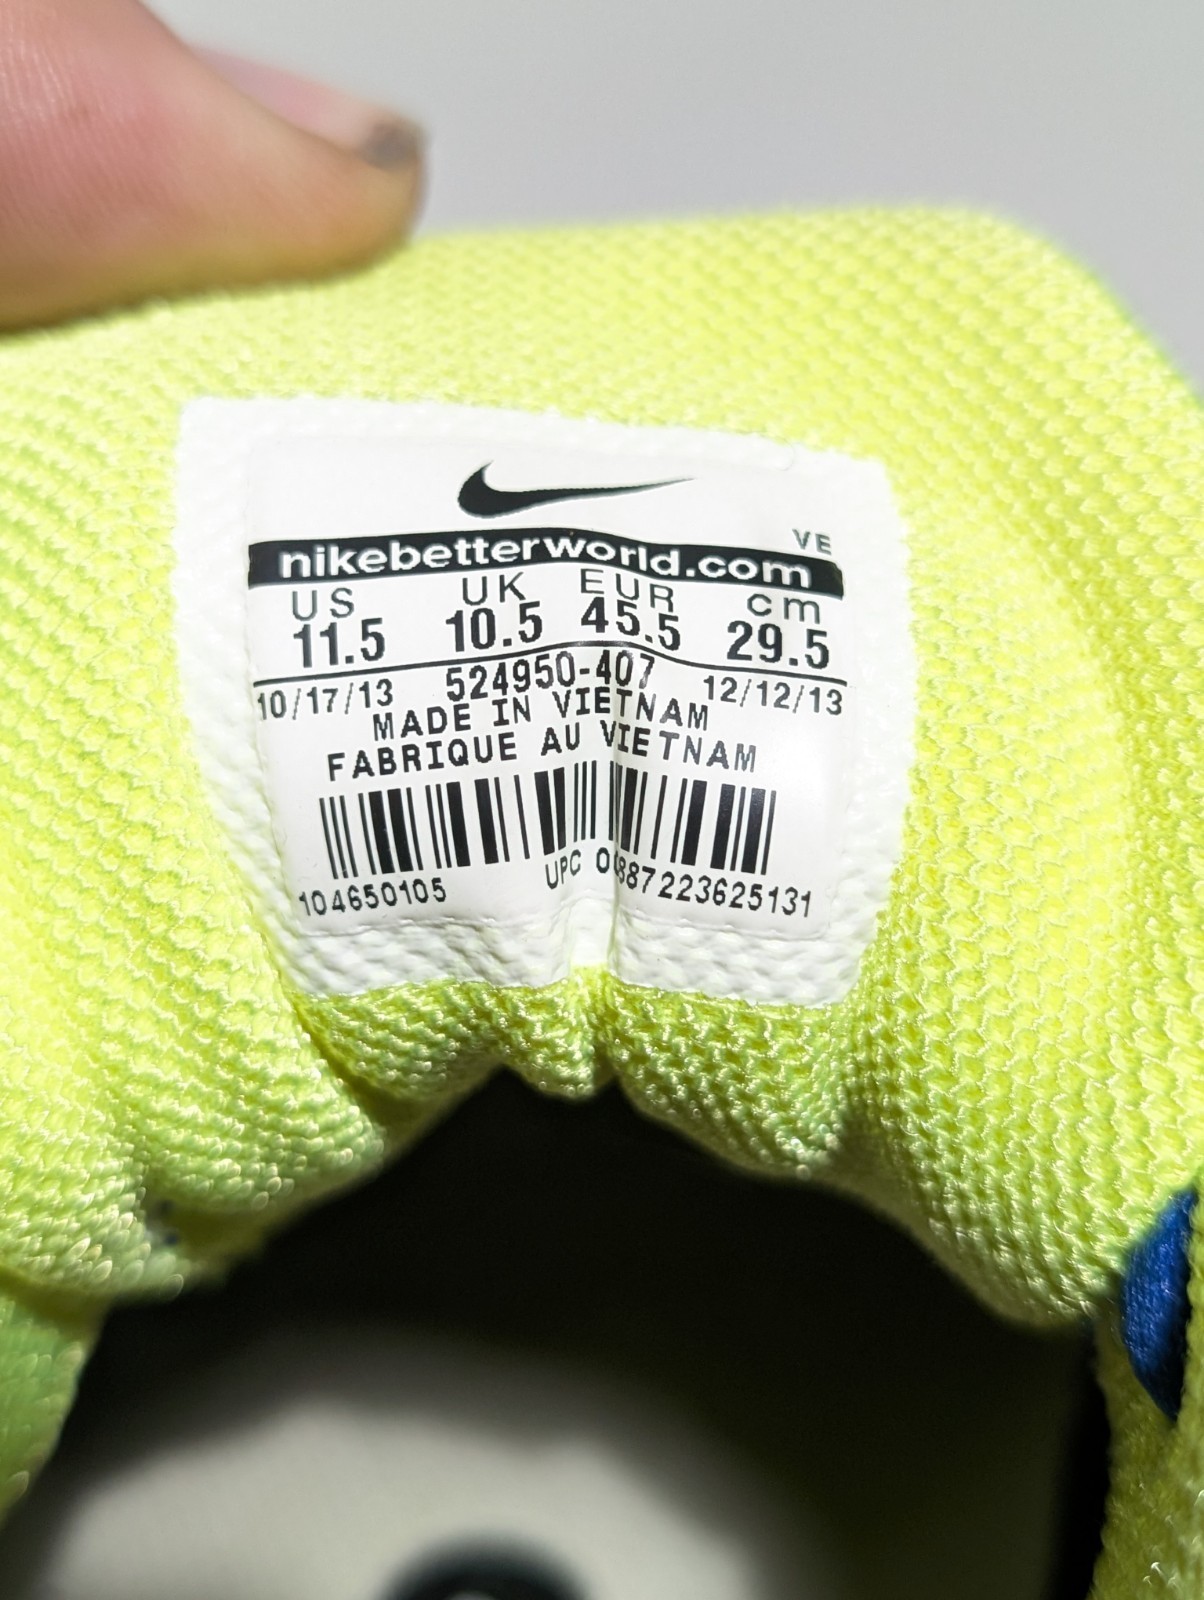 VE
nikebetterworld.com
US UK EUR cm
11.5 10.5 45.5 29.5
10/17/13 524950-407 12/12/13
MADE IN VIETNAM
FABRIQUE AU VIETNAM
104650105 UPC 00887223625131